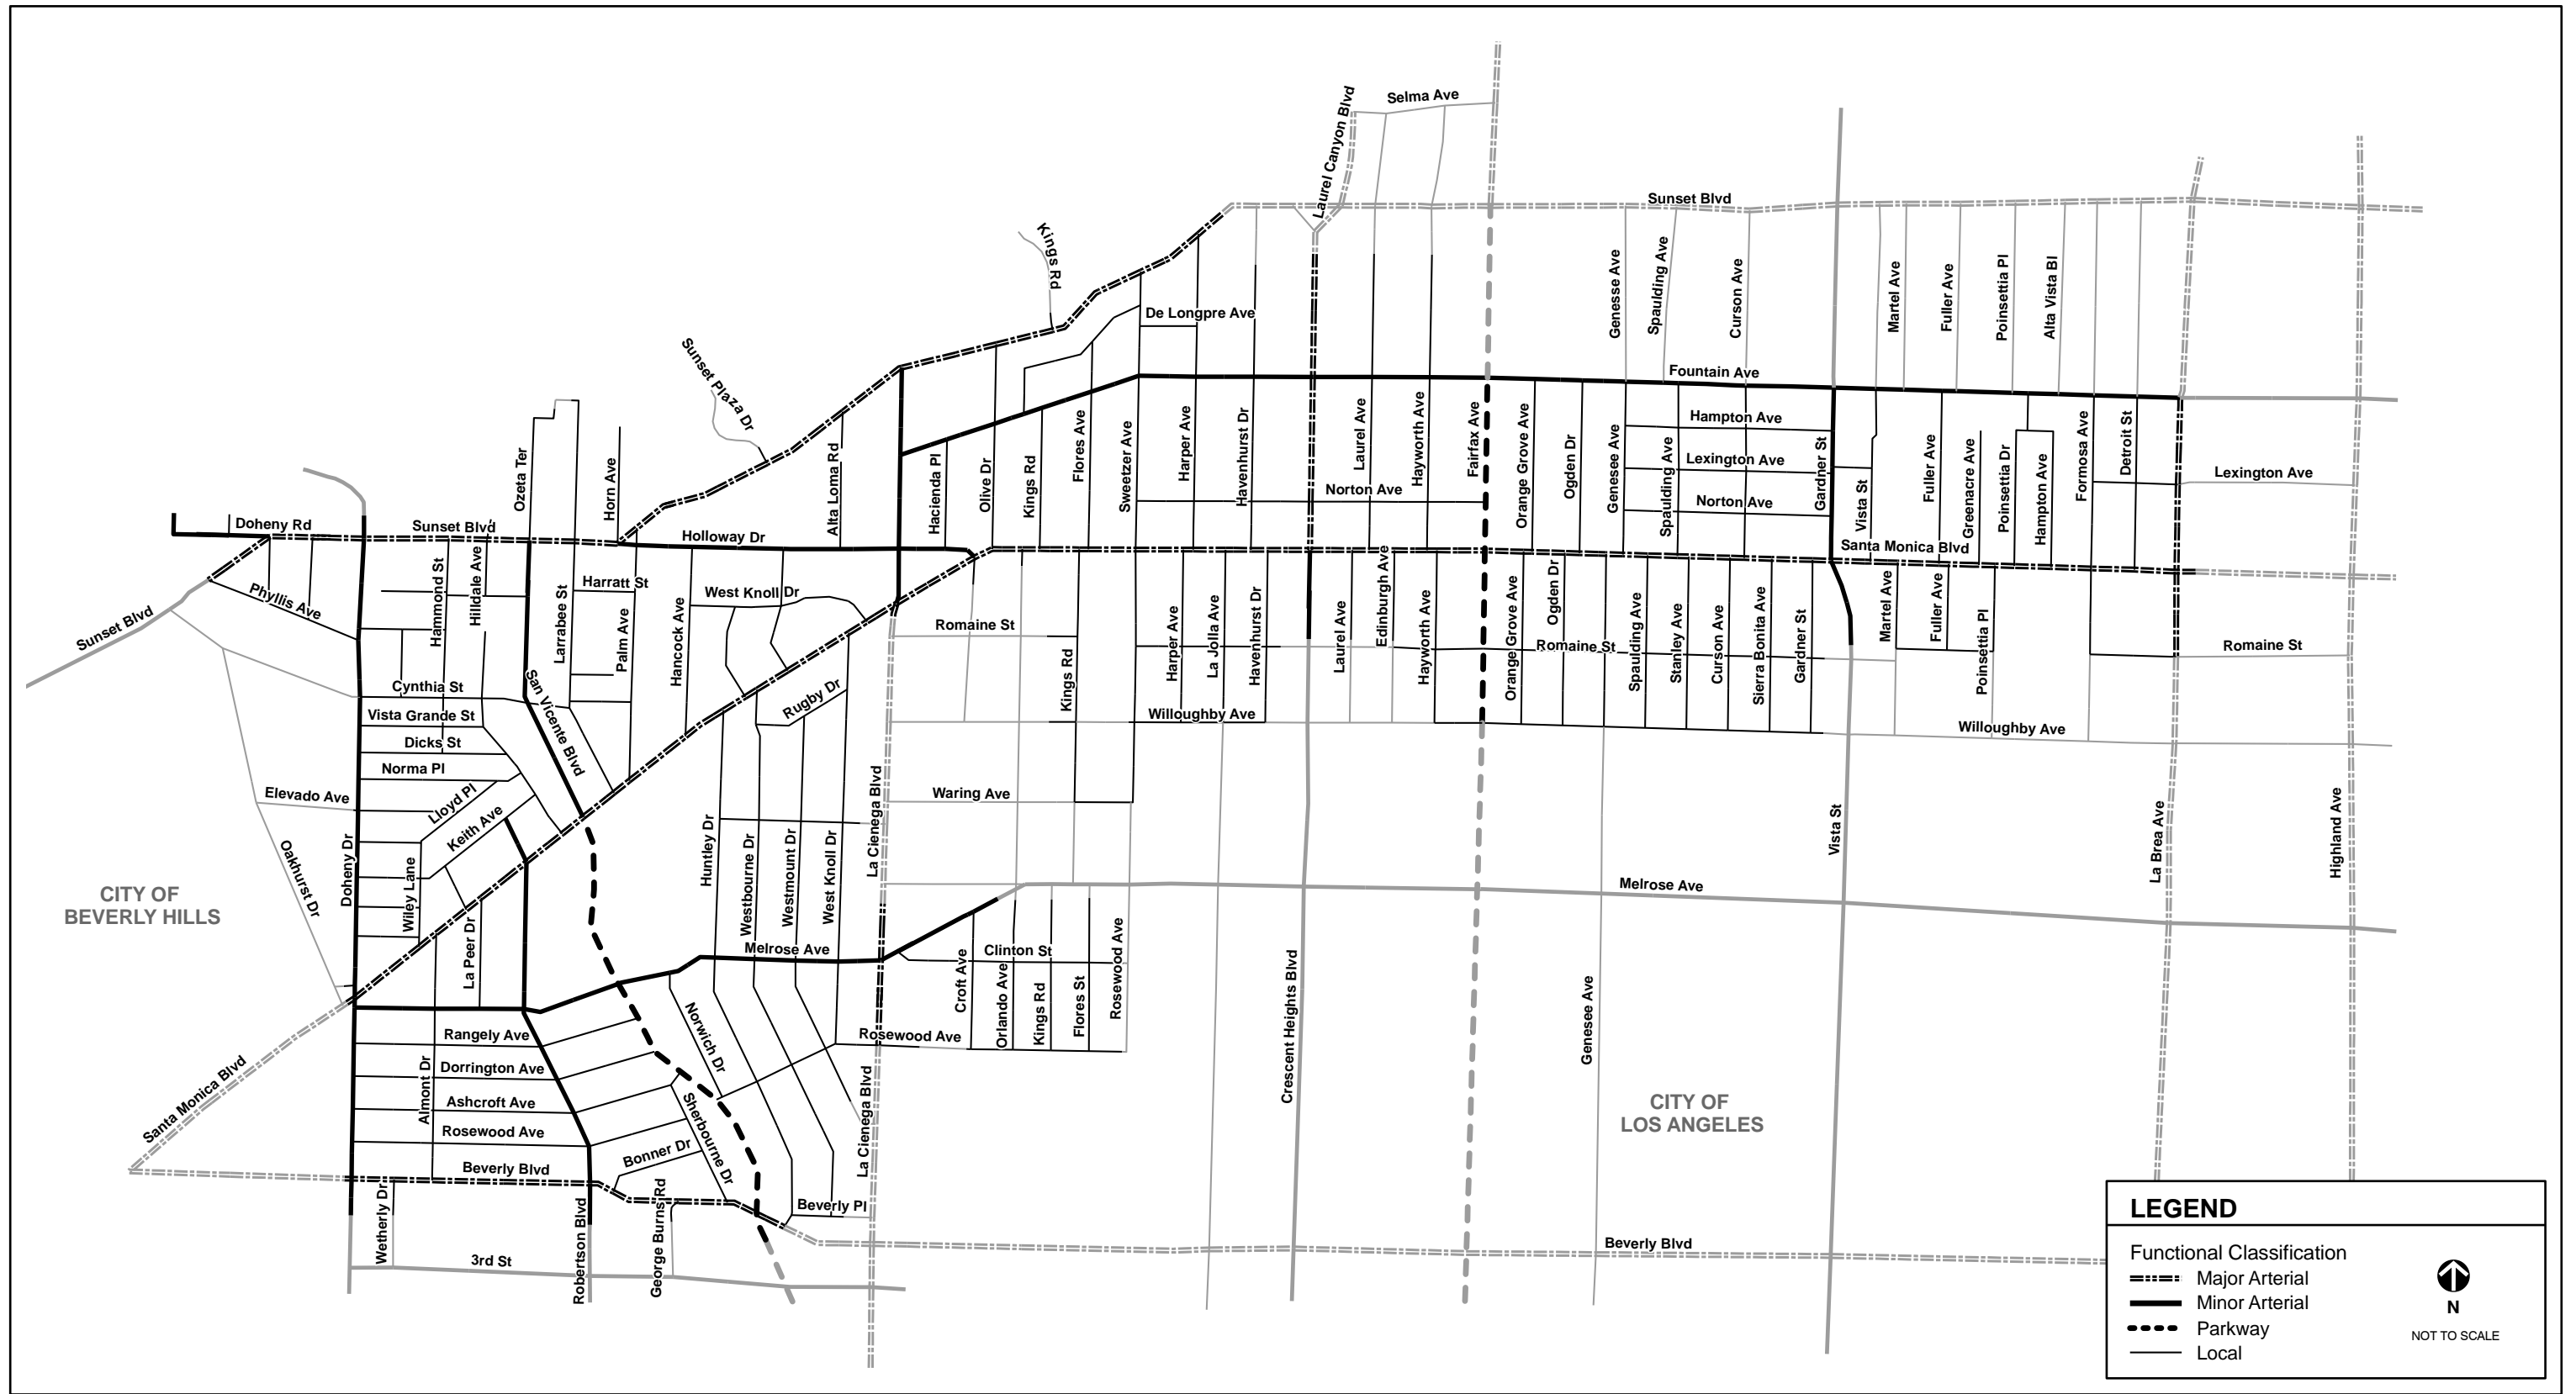 Selma Ave
Laurel Canyon Blvd
Sunset Blvd
Kings Rd
Genesse Ave
Spaulding Ave
Curson Ave
Martel Ave
Fuller Ave
Poinsettia Pl
Alta Vista Bl
De Longpre Ave
Sunset Plaza Dr
Fountain Ave
Ozeta Ter
Horn Ave
Alta Loma Rd
Hacienda Pl
Olive Dr
Kings Rd
Flores Ave
Sweetzer Ave
Harper Ave
Havenhurst Dr
Laurel Ave
Hayworth Ave
Fairfax Ave
Orange Grove Ave
Ogden Dr
Genesee Ave
Spaulding Ave
Hampton Ave
Lexington Ave
Norton Ave
Norton Ave
Gardner St
Vista St
Fuller Ave
Greenacre Ave
Poinsettia Dr
Hampton Ave
Formosa Ave
Detroit St
Lexington Ave
Doheny Rd
Sunset Blvd
Holloway Dr
Santa Monica Blvd
Phyllis Ave
Sunset Blvd
Hammond St
Hilldale Ave
Larrabee St
Harratt St
Palm Ave
Hancock Ave
West Knoll Dr
Romaine St
Kings Rd
Harper Ave
La Jolla Ave
Havenhurst Dr
Laurel Ave
Edinburgh Ave
Hayworth Ave
Orange Grove Ave
Ogden Dr
Romaine St
Spaulding Ave
Stanley Ave
Curson Ave
Sierra Bonita Ave
Gardner St
Martel Ave
Fuller Ave
Poinsettia Pl
Romaine St
Cynthia St
San Vicente Blvd
Rugby Dr
Vista Grande St
Willoughby Ave
Willoughby Ave
Dicks St
Norma Pl
Elevado Ave
Lloyd Pl
Keith Ave
Waring Ave
Oakhurst Dr
Doheny Dr
Wiley Lane
La Peer Dr
Huntley Dr
Westbourne Dr
Westmount Dr
West Knoll Dr
La Cienega Blvd
Vista St
La Brea Ave
Highland Ave
CITY OF
BEVERLY HILLS
Melrose Ave
Melrose Ave
Clinton St
Croft Ave
Orlando Ave
Kings Rd
Flores St
Rosewood Ave
Crescent Heights Blvd
Genesee Ave
Rangely Ave
Norwich Dr
Rosewood Ave
Dorrington Ave
Almont Dr
Ashcroft Ave
Sherbourne Dr
Rosewood Ave
Bonner Dr
La Cienega Blvd
Santa Monica Blvd
CITY OF
LOS ANGELES
Beverly Blvd
Wetherly Dr
Robertson Blvd
George Burns Rd
Beverly Pl
3rd St
Beverly Blvd
LEGEND
Functional Classification
Major Arterial
Minor Arterial
Parkway
Local
N
NOT TO SCALE